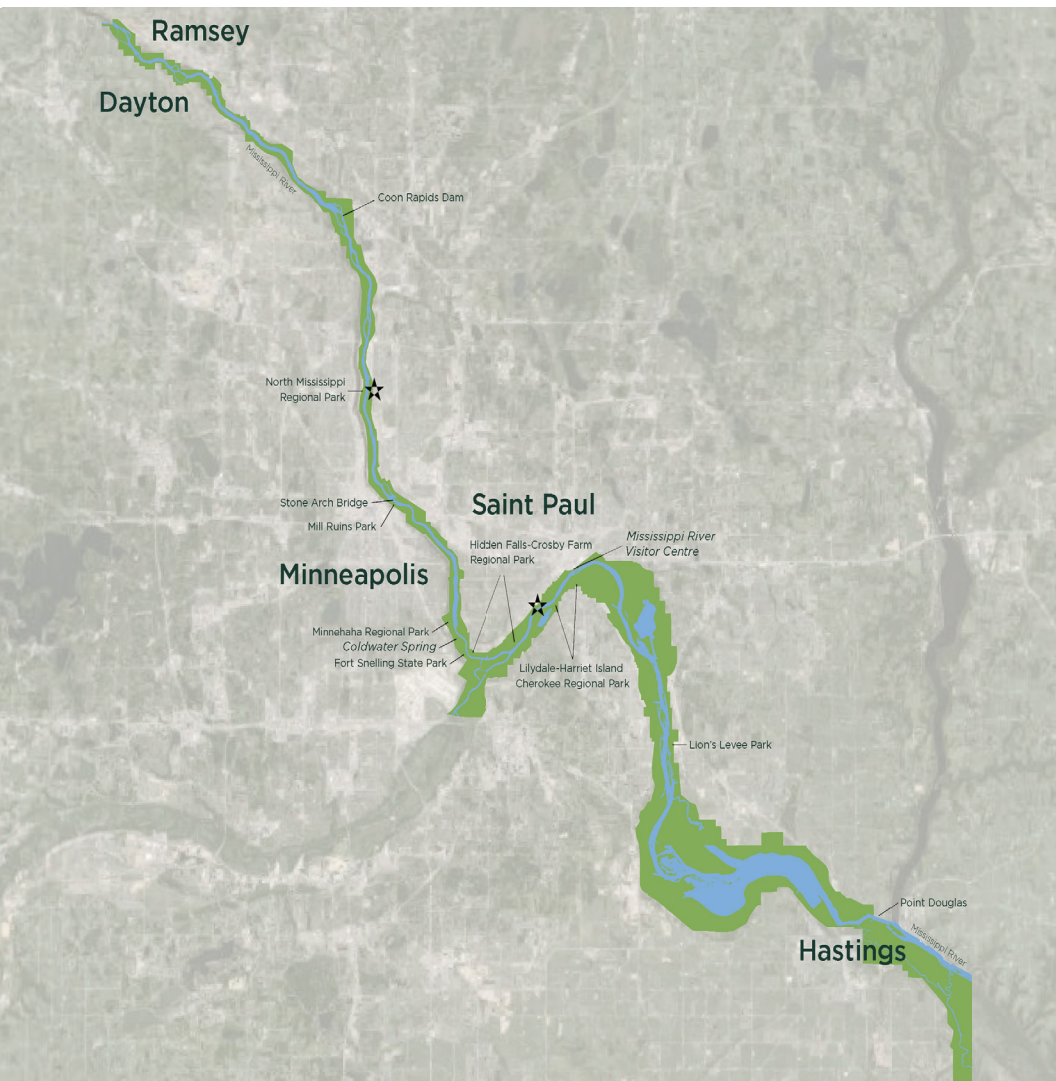 Ramsey
Dayton
Mississippi River
Coon Rapids Dam
North Mississippi
Regional Park
Stone Arch Bridge
Mill Ruins Park
Saint Paul
Hidden Falls-Crosby Farm
Regional Park
Mississippi River
Visitor Centre
Minneapolis
Minnehaha Regional Park
Coldwater Spring
Fort Snelling State Park
Lilydale-Harriet Island
Cherokee Regional Park
Lion's Levee Park
Point Douglas
Mississippi River
Hastings